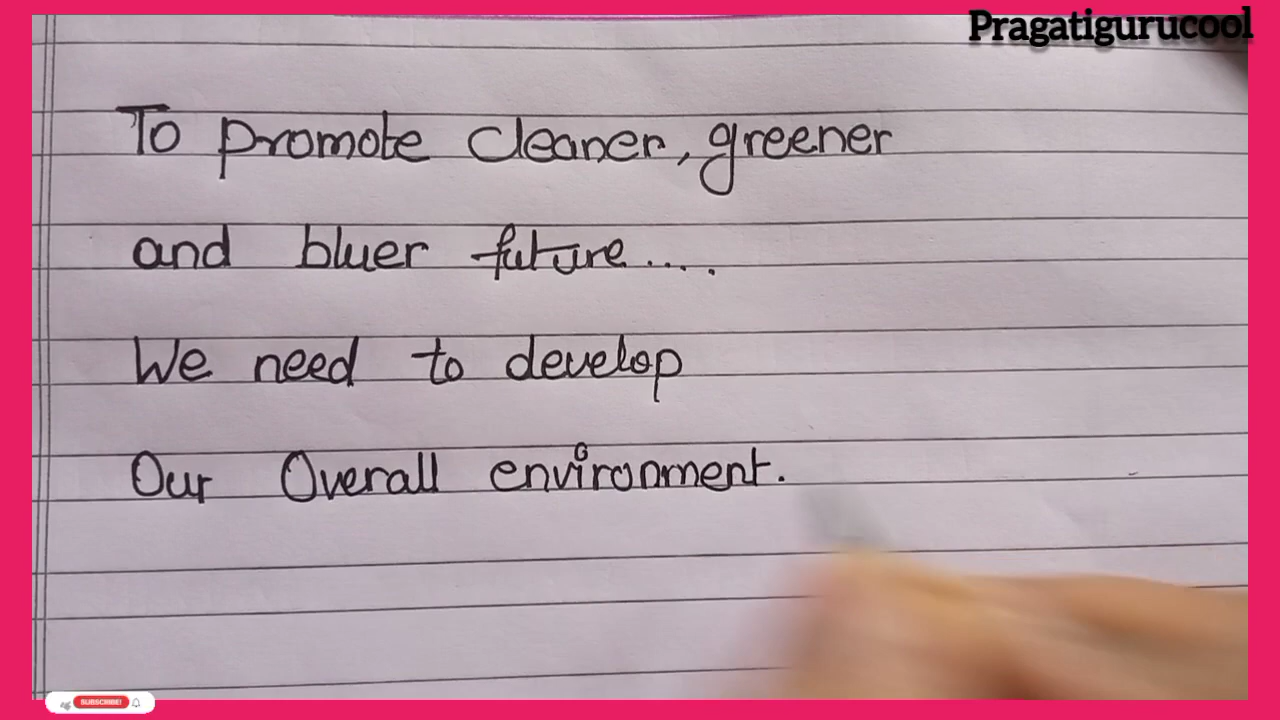 Pragatigurucool
To promote cleaner, greener
and bluer future....
We need to develop
Our Overall environment.
SUBSCRIBE!